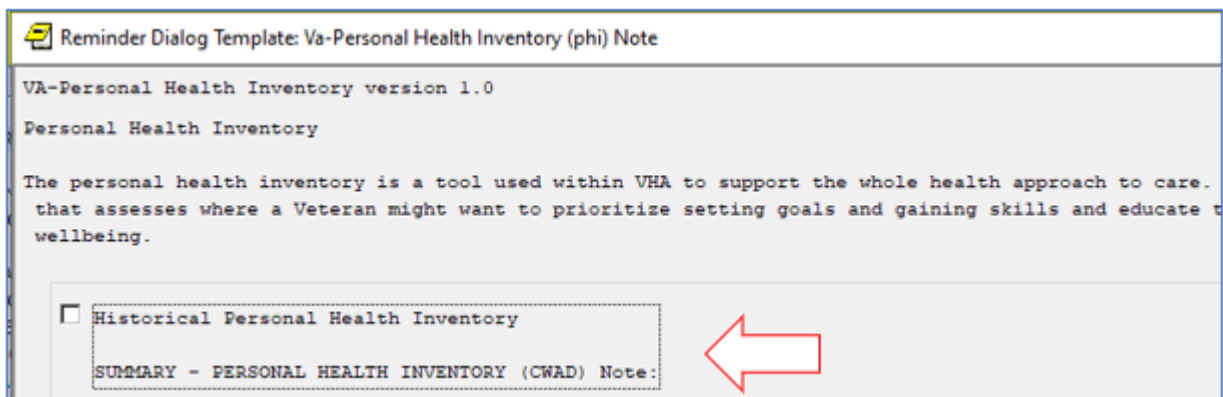 Reminder Dialog Template: Va-Personal Health Inventory (phi) Note
VA-Personal Health Inventory version 1.0
Personal Health Inventory
The personal health inventory is a tool used within VHA to support the whole health approach to care.
that assesses where a Veteran might want to prioritize setting goals and gaining skills and educate
wellbeing.
Historical Personal Health Inventory
SUMMARY - PERSONAL HEALTH INVENTORY (CWAD) Note: